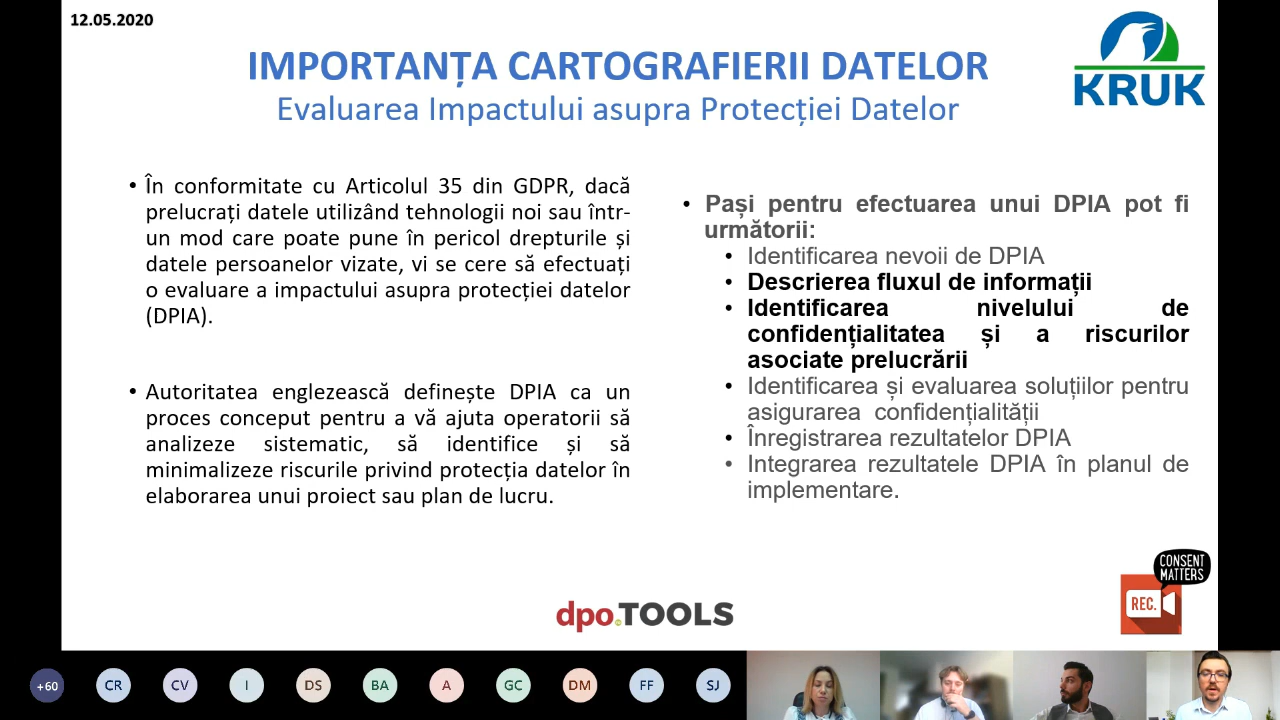 12.05.2020
IMPORTANȚA CARTOGRAFIERII DATELOR
Evaluarea Impactului asupra Protecției Datelor
KRUK
• În conformitate cu Articolul 35 din GDPR, dacă
prelucrați datele utilizând tehnologii noi sau într-
un mod care poate pune în pericol drepturile și
datele persoanelor vizate, vi se cere să efectuați
o evaluare a impactului asupra protecției datelor
(DPIA).
• Autoritatea englezească definește DPIA ca un
proces conceput pentru a vă ajuta operatorii să
analizeze sistematic, să identifice și să
minimalizeze riscurile privind protecția datelor în
elaborarea unui proiect sau plan de lucru.
• Pași pentru efectuarea unui DPIA pot fi
următorii:
• Identificarea nevoii de DPIA
• Descrierea fluxul de informații
• Identificarea nivelului de
confidențialitatea și a riscurilor
asociate prelucrării
• Identificarea și evaluarea soluțiilor pentru
asigurarea confidențialității
• Înregistrarea rezultatelor DPIA
• Integrarea rezultatele DPIA în planul de
implementare.
CONSENT
MATTERS
REC.
dpo.TOOLS
+60 CR CV I DS BA A GC DM FF SJ